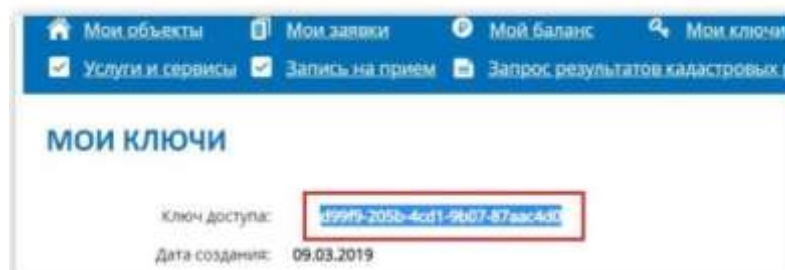 Мои объекты Мои заявки Мой баланс Мои ключи
Услуги и сервисы Запись на прием Запрос результатов кадастровых
МОИ КЛЮЧИ
Ключ доступа: d99f9-205b-4cd1-9b07-87aac4d0
Дата создания: 09.03.2019